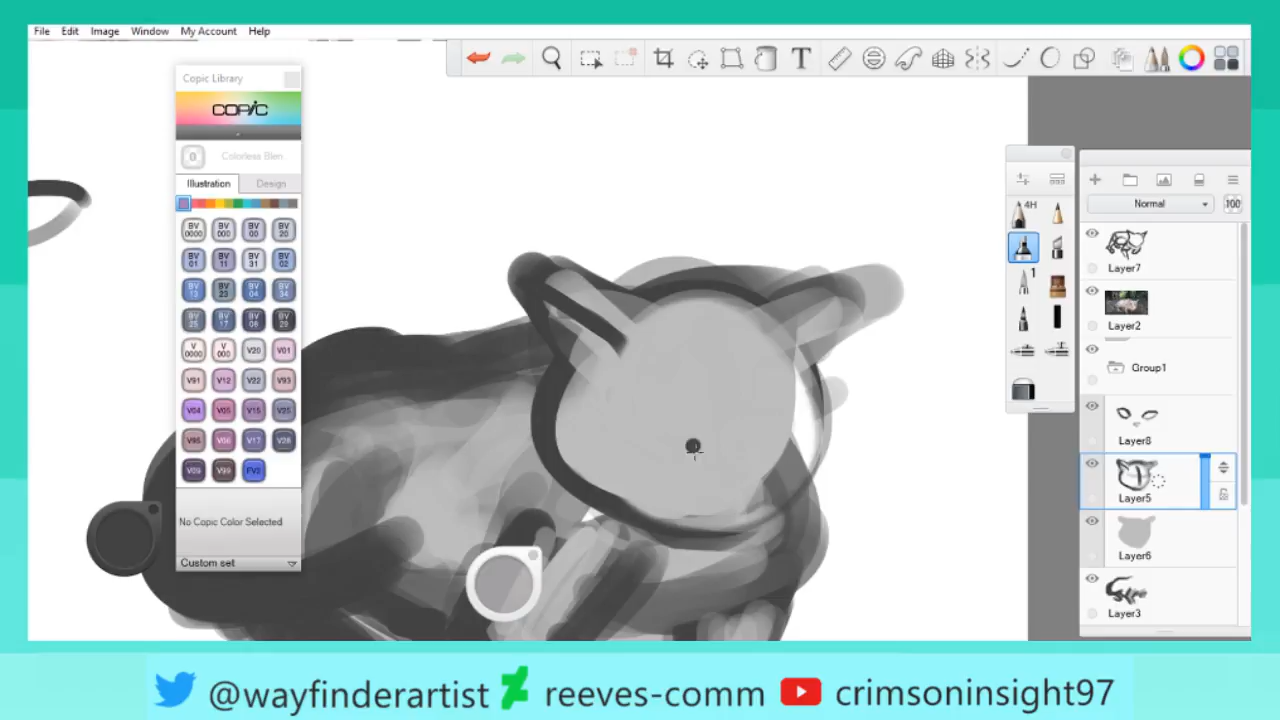 File Edit Image Window My Account Help
T
Copic Library
COPIC
0 Colorless Blen
Illustration Design
BV 0000 BV 000 BV 00 BV 20
BV 01 BV 11 BV 31 BV 02
BV 13 BV 23 BV 04 BV 34
BV 25 BV 17 BV 08 BV 29
V 0000 V 000 V20 V01
V91 V12 V22 V93
V04 V05 V15 V25
V95 V06 V17 V28
V09 V99 FV2
No Copic Color Selected
Custom set
4H
1
Normal 100
Layer7
Layer2
Group1
Layer8
Layer5
Layer6
Layer3
@wayfinderartist reeves-comm crimsoninsight97